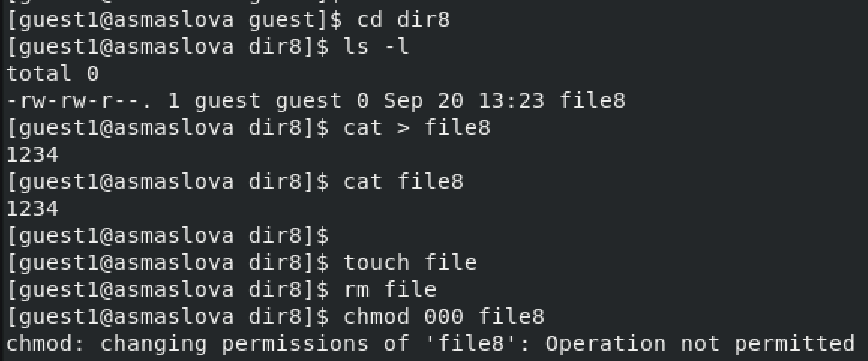 [guest1@asmaslova guest]$ cd dir8
[guest1@asmaslova dir8]$ ls -l
total 0
-rw-rw-r--. 1 guest guest 0 Sep 20 13:23 file8
[guest1@asmaslova dir8]$ cat > file8
1234
[guest1@asmaslova dir8]$ cat file8
1234
[guest1@asmaslova dir8]$
[guest1@asmaslova dir8]$ touch file
[guest1@asmaslova dir8]$ rm file
[guest1@asmaslova dir8]$ chmod 000 file8
chmod: changing permissions of 'file8': Operation not permitted